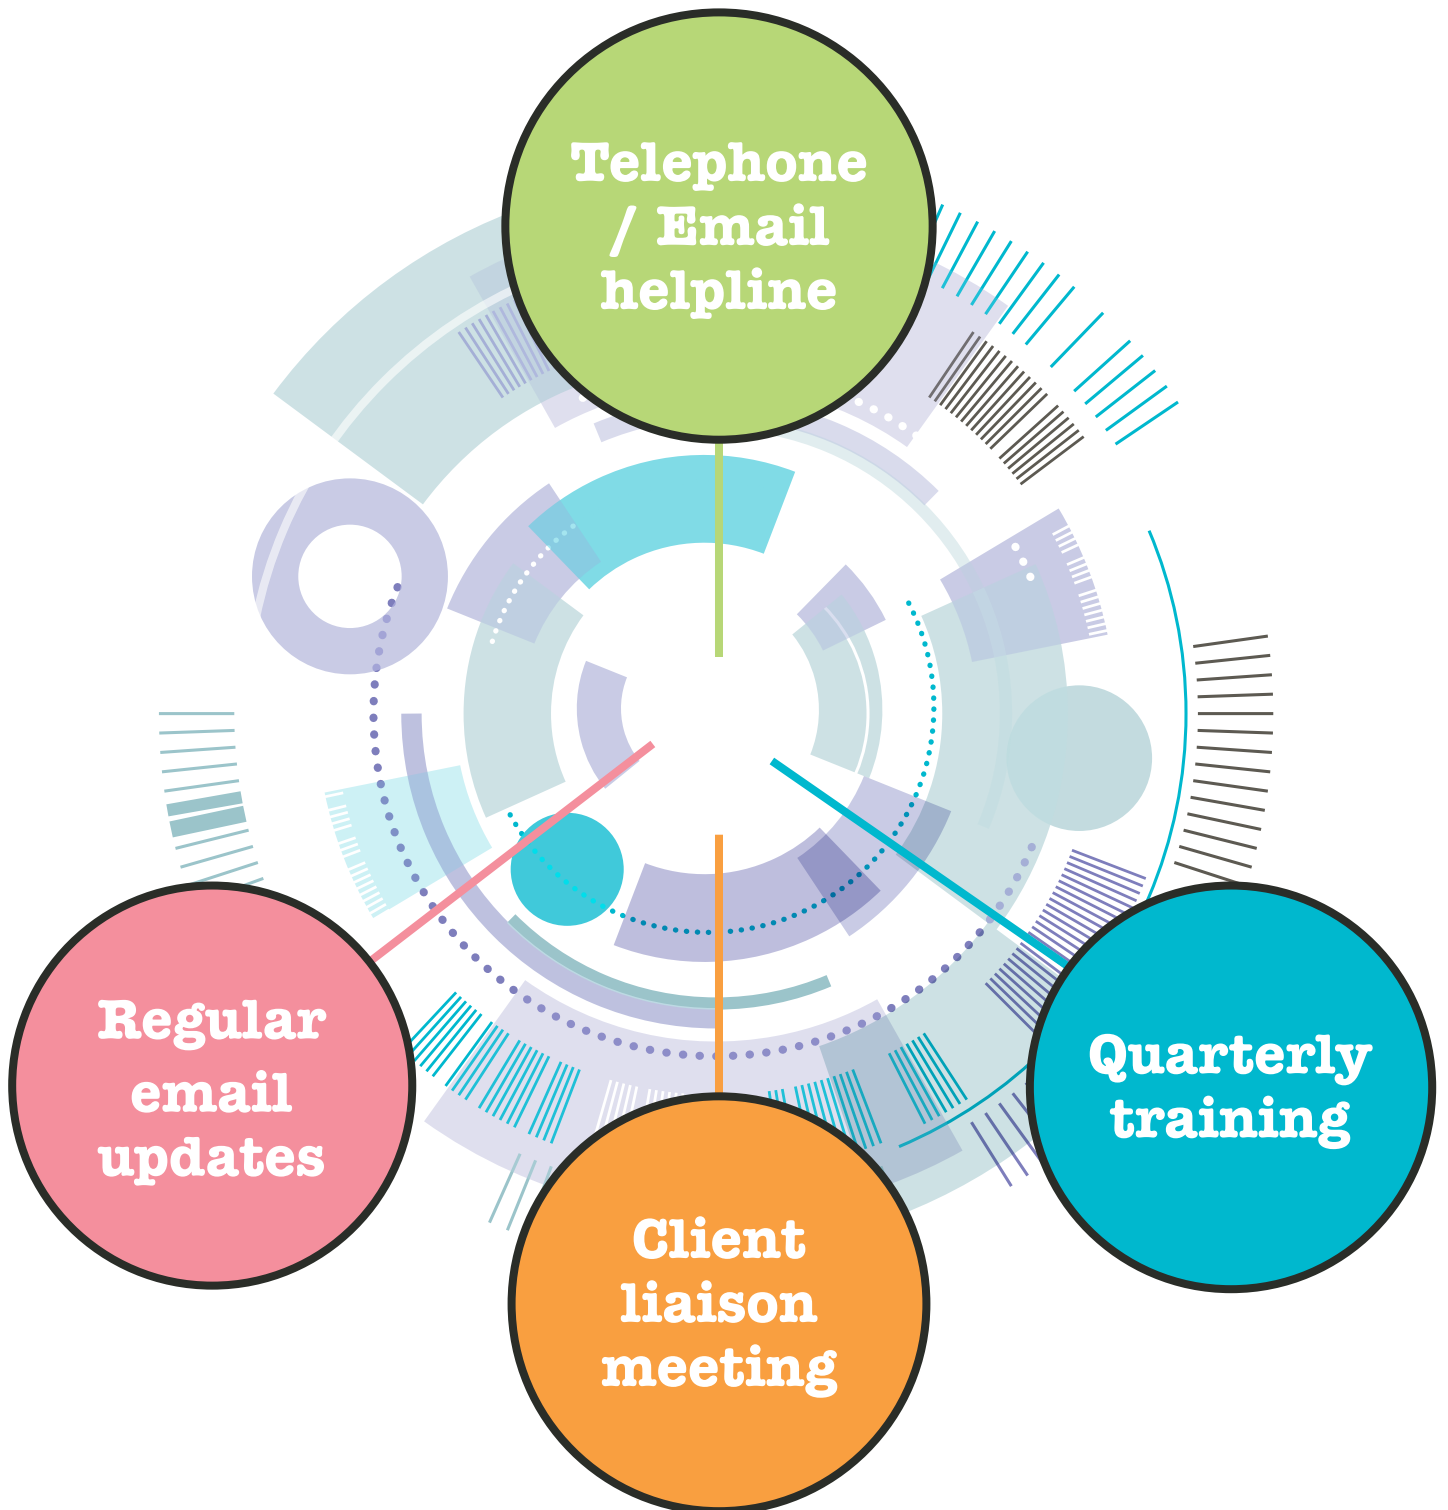 Telephone
/ Email
helpline
Regular
email
updates
Quarterly
training
Client
liaison
meeting